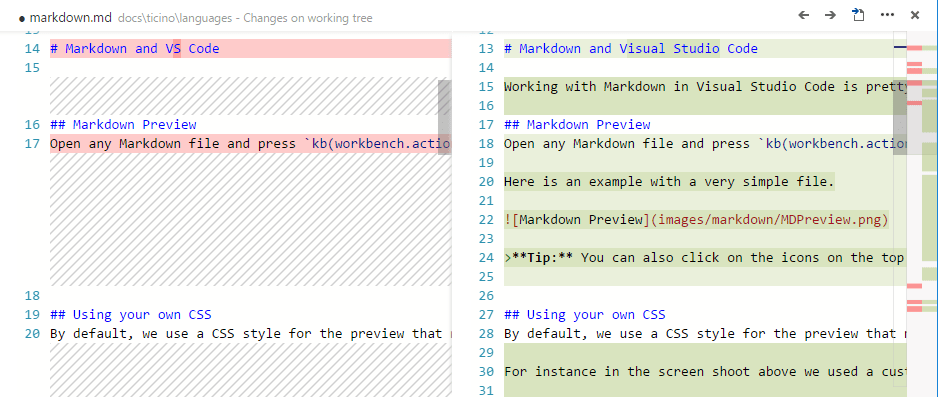 ● markdown.md docs\ticino\languages - Changes on working tree
14 # Markdown and VS Code
15
16 ## Markdown Preview
17 Open any Markdown file and press `kb(workbench.actio
18
19 ## Using your own CSS
20 By default, we use a CSS style for the preview that
12
13 # Markdown and Visual Studio Code
14
15 Working with Markdown in Visual Studio Code is pretty
16
17 ## Markdown Preview
18 Open any Markdown file and press `kb(workbench.action
19
20 Here is an example with a very simple file.
21
22 ![Markdown Preview](images/markdown/MDPreview.png)
23
24 >**Tip:** You can also click on the icons on the top
25
26
27 ## Using your own CSS
28 By default, we use a CSS style for the preview that
29
30 For instance in the screen shoot above we used a cust
31